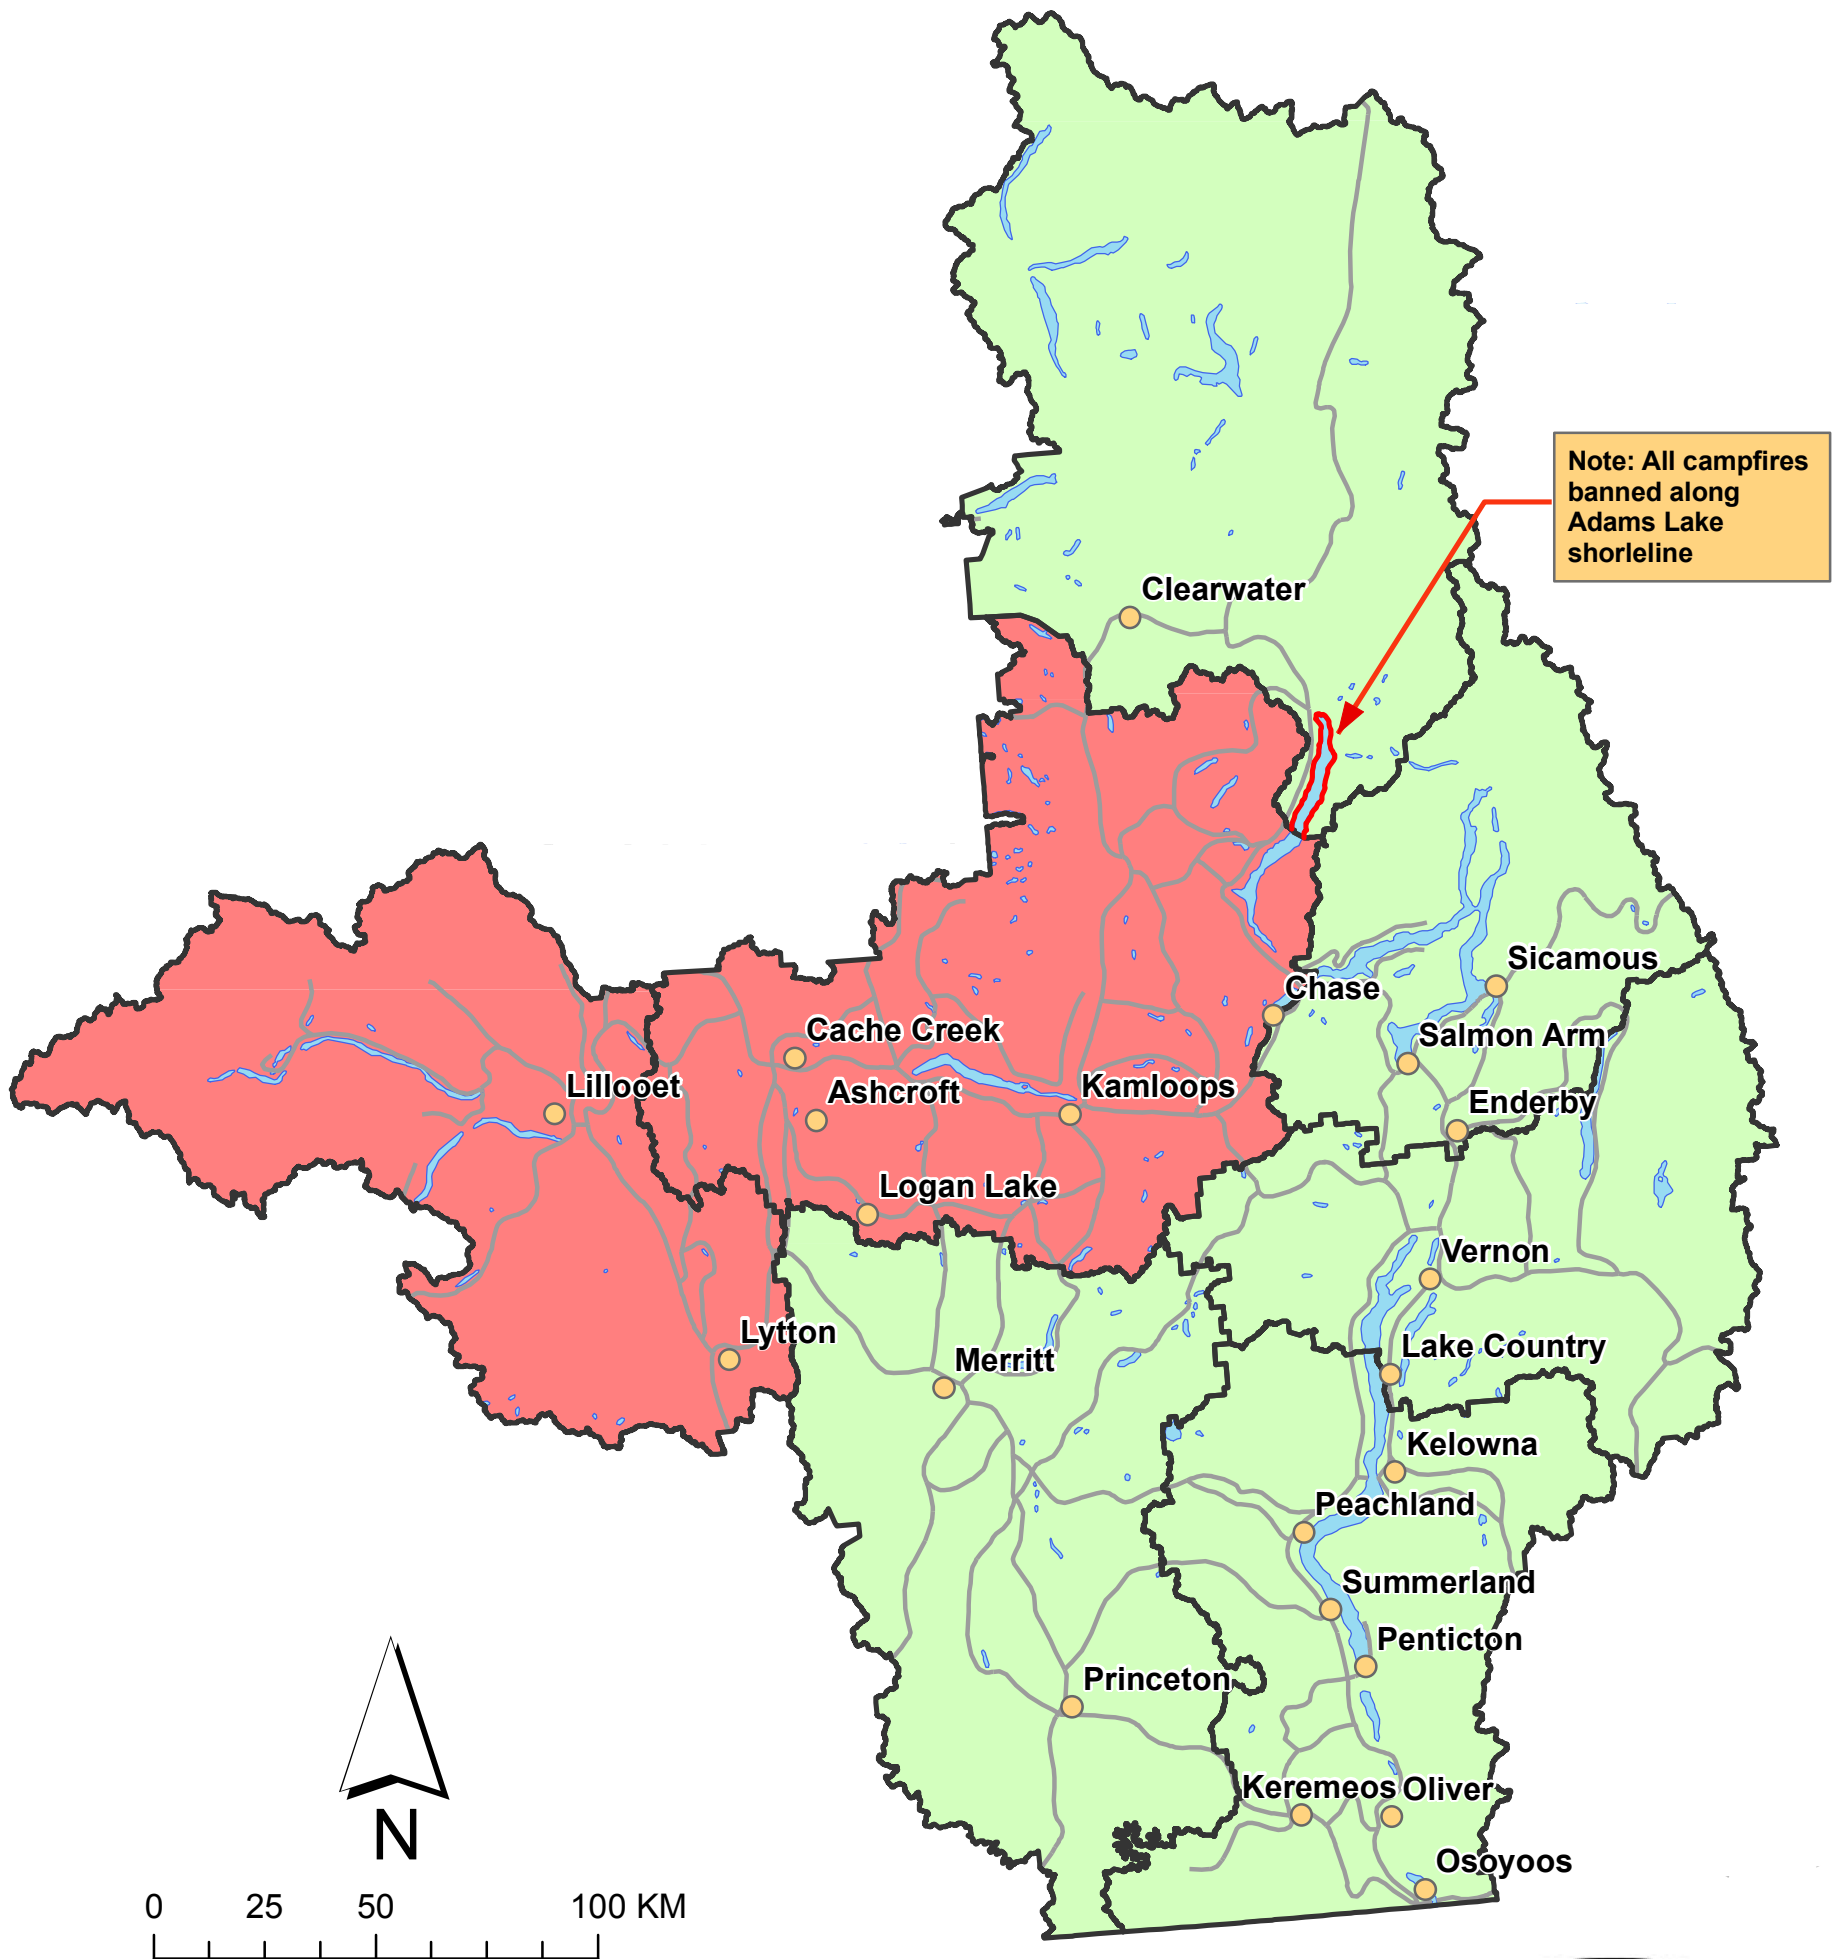 Note: All campfires
banned along
Adams Lake
shorleline
Clearwater
Sicamous
Chase
Cache Creek
Salmon Arm
Lillooet
Ashcroft
Kamloops
Enderby
Logan Lake
Vernon
Lytton
Lake Country
Merritt
Kelowna
Peachland
Summerland
Penticton
Princeton
Keremeos
Oliver
N
Osoyoos
0 25 50 100 KM